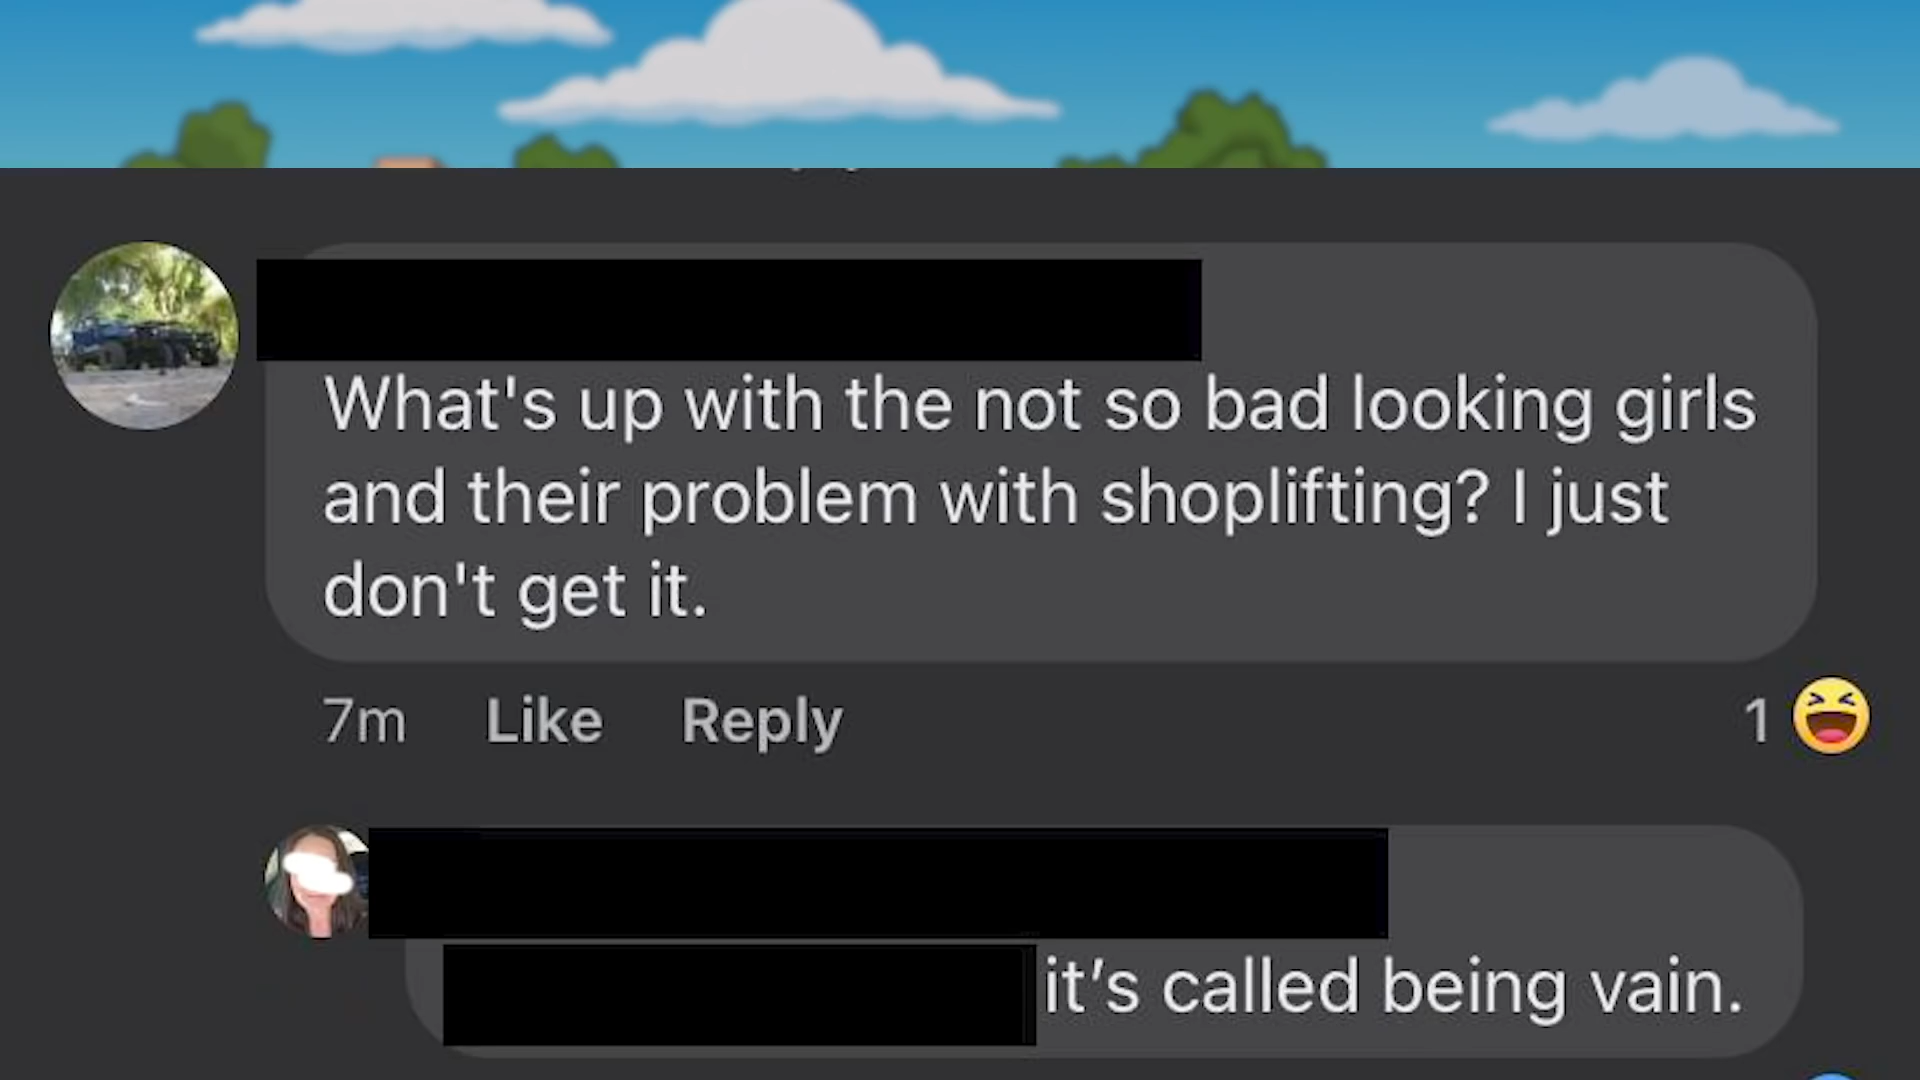 What's up with the not so bad looking girls
and their problem with shoplifting? I just
don't get it.
7m Like Reply 1
it’s called being vain.